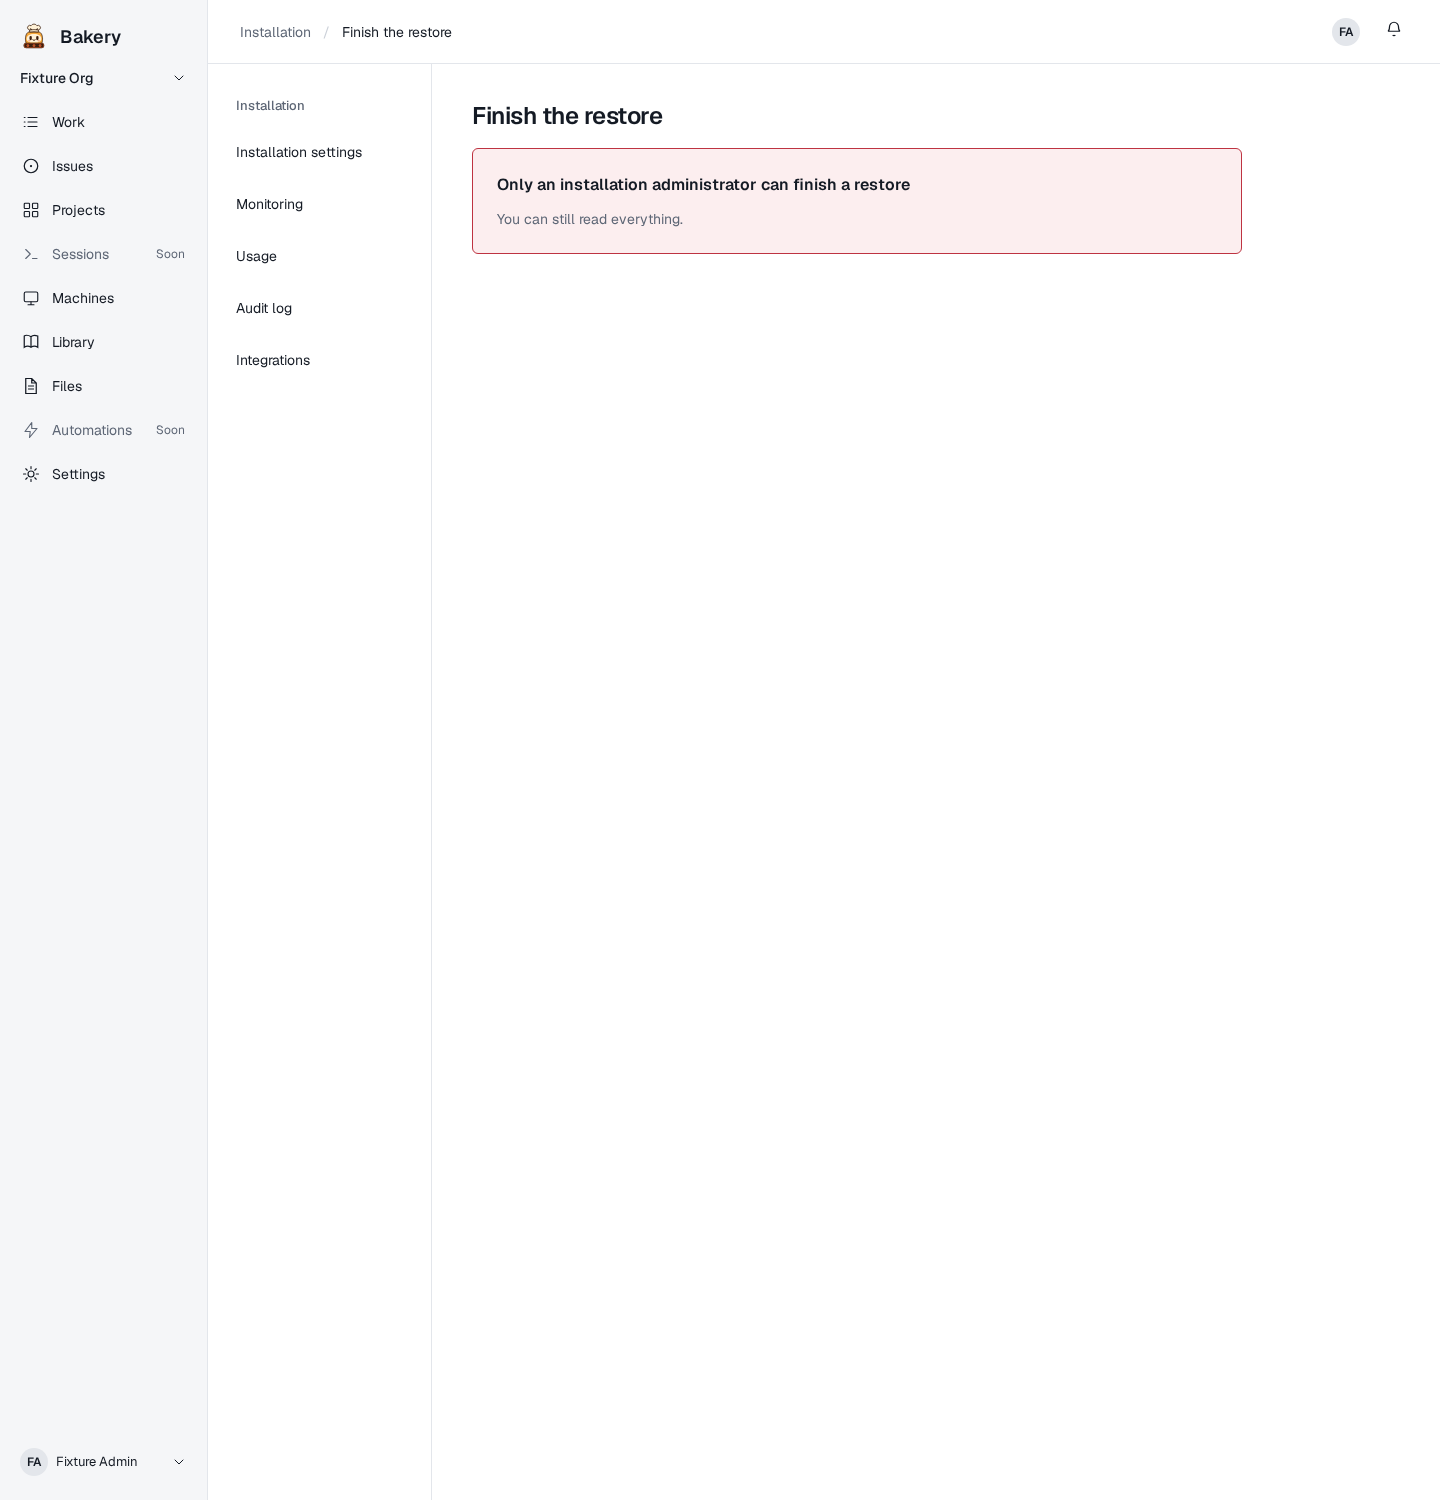 Bakery
Fixture Org
Work
Issues
Projects
Sessions Soon
Machines
Library
Files
Automations Soon
Settings
FA Fixture Admin
Installation / Finish the restore
FA
Installation
Installation settings
Monitoring
Usage
Audit log
Integrations
Finish the restore
Only an installation administrator can finish a restore
You can still read everything.